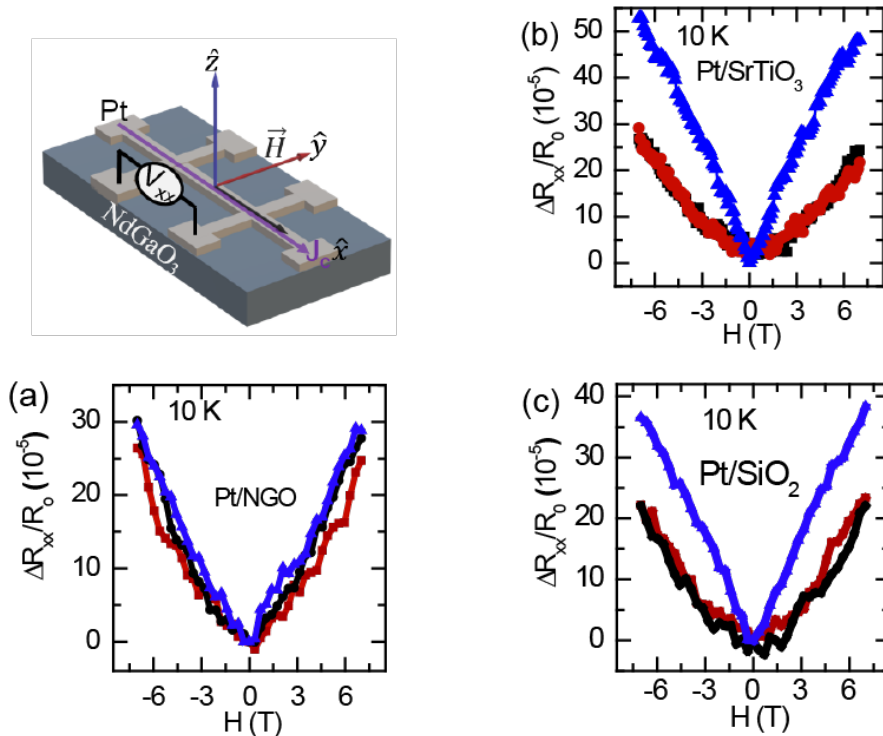 ẑ
Pt
H⃗
ŷ
Vxx
NdGaO₃
Jc x̂
(b)
10 K
Pt/SrTiO₃
50
40
30
20
10
0
ΔRxx/R₀ (10⁻⁵)
-6 -3 0 3 6
H (T)
(a)
10 K
Pt/NGO
30
20
10
0
ΔRxx/R₀ (10⁻⁵)
-6 -3 0 3 6
H (T)
(c)
10 K
Pt/SiO₂
40
30
20
10
0
ΔRxx/R₀ (10⁻⁵)
-6 -3 0 3 6
H (T)